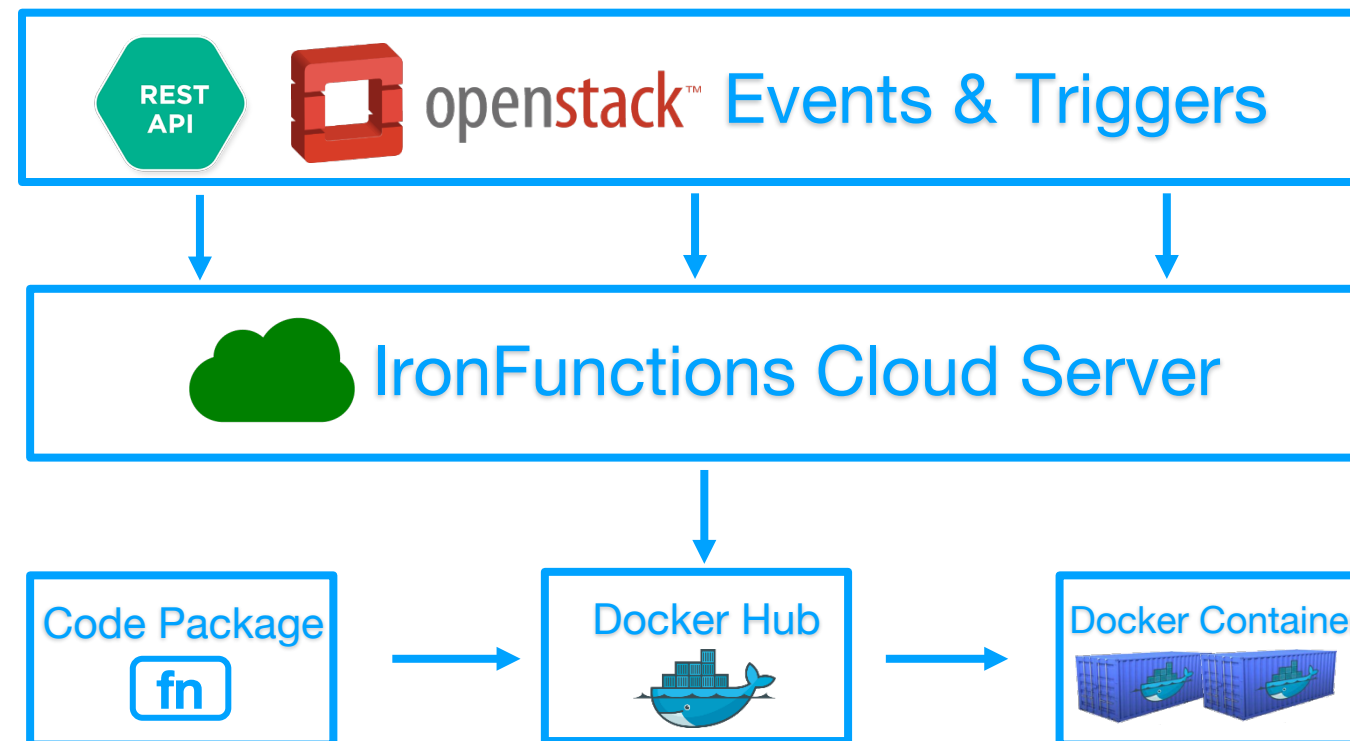 REST
API
openstack™ Events & Triggers
IronFunctions Cloud Server
Code Package
fn
Docker Hub
Docker Containe